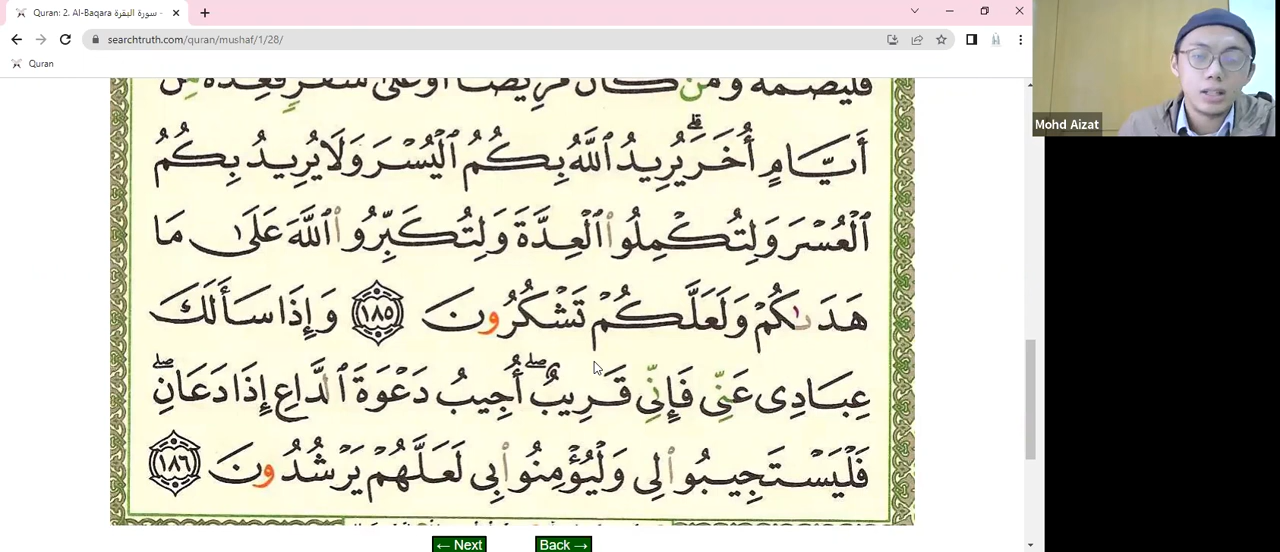 Quran: 2. Al-Baqara سورة البقرة -
searchtruth.com/quran/mushaf/1/28/
Quran
Mohd Aizat
فَلْيَصُمْهُ وَمَن كَانَ مَرِيضًا أَوْ عَلَىٰ سَفَرٍ فَعِدَّةٌ مِّنْ
أَيَّامٍ أُخَرَ ۗ يُرِيدُ ٱللَّهُ بِكُمُ ٱلْيُسْرَ وَلَا يُرِيدُ بِكُمُ
ٱلْعُسْرَ وَلِتُكْمِلُوا۟ ٱلْعِدَّةَ وَلِتُكَبِّرُوا۟ ٱللَّهَ عَلَىٰ مَا
هَدَىٰكُمْ وَلَعَلَّكُمْ تَشْكُرُونَ ١٨٥ وَإِذَا سَأَلَكَ
عِبَادِى عَنِّى فَإِنِّى قَرِيبٌ ۖ أُجِيبُ دَعْوَةَ ٱلدَّاعِ إِذَا دَعَانِ ۖ
فَلْيَسْتَجِيبُوا۟ لِى وَلْيُؤْمِنُوا۟ بِى لَعَلَّهُمْ يَرْشُدُونَ ١٨٦
← Next Back →